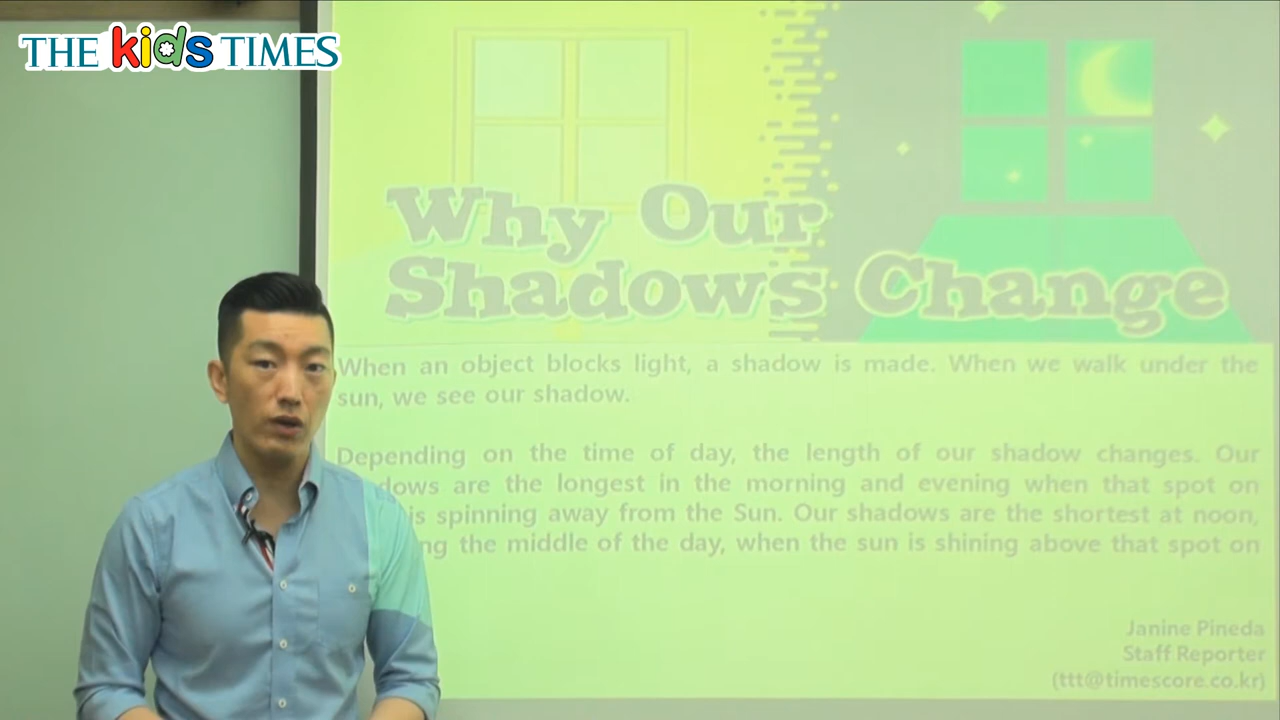 THE kids TIMES
Why Our
Shadows Change
When an object blocks light, a shadow is made. When we walk under the
sun, we see our shadow.
Depending on the time of day, the length of our shadow changes. Our
are the longest in the morning and evening when that spot on
is spinning away from the Sun. Our shadows are the shortest at noon,
the middle of the day, when the sun is shining above that spot on
Janine Pineda
Staff Reporter
(ttt@timescore.co.kr)